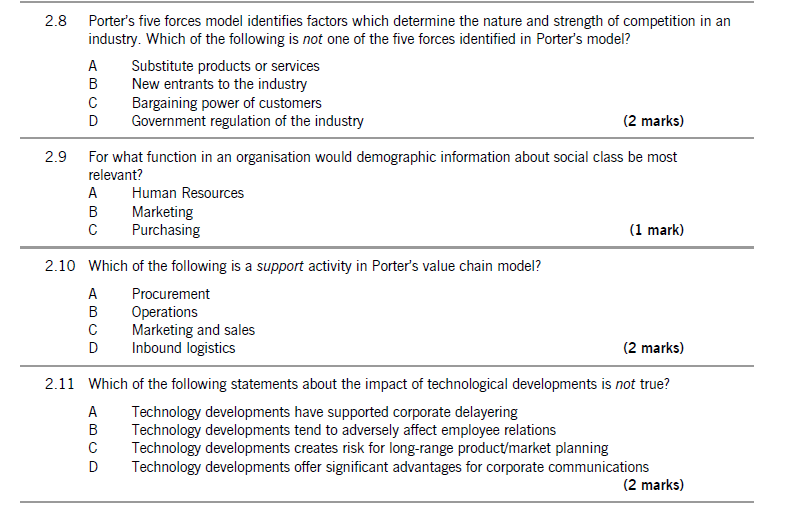 2.8 Porter's five forces model identifies factors which determine the nature and strength of competition in an
industry. Which of the following is not one of the five forces identified in Porter's model?
A Substitute products or services
B New entrants to the industry
C Bargaining power of customers
D Government regulation of the industry (2 marks)
2.9 For what function in an organisation would demographic information about social class be most
relevant?
A Human Resources
B Marketing
C Purchasing (1 mark)
2.10 Which of the following is a support activity in Porter's value chain model?
A Procurement
B Operations
C Marketing and sales
D Inbound logistics (2 marks)
2.11 Which of the following statements about the impact of technological developments is not true?
A Technology developments have supported corporate delayering
B Technology developments tend to adversely affect employee relations
C Technology developments creates risk for long-range product/market planning
D Technology developments offer significant advantages for corporate communications
(2 marks)